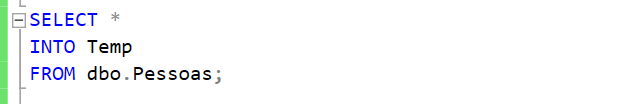 SELECT *
INTO Temp
FROM dbo.Pessoas;